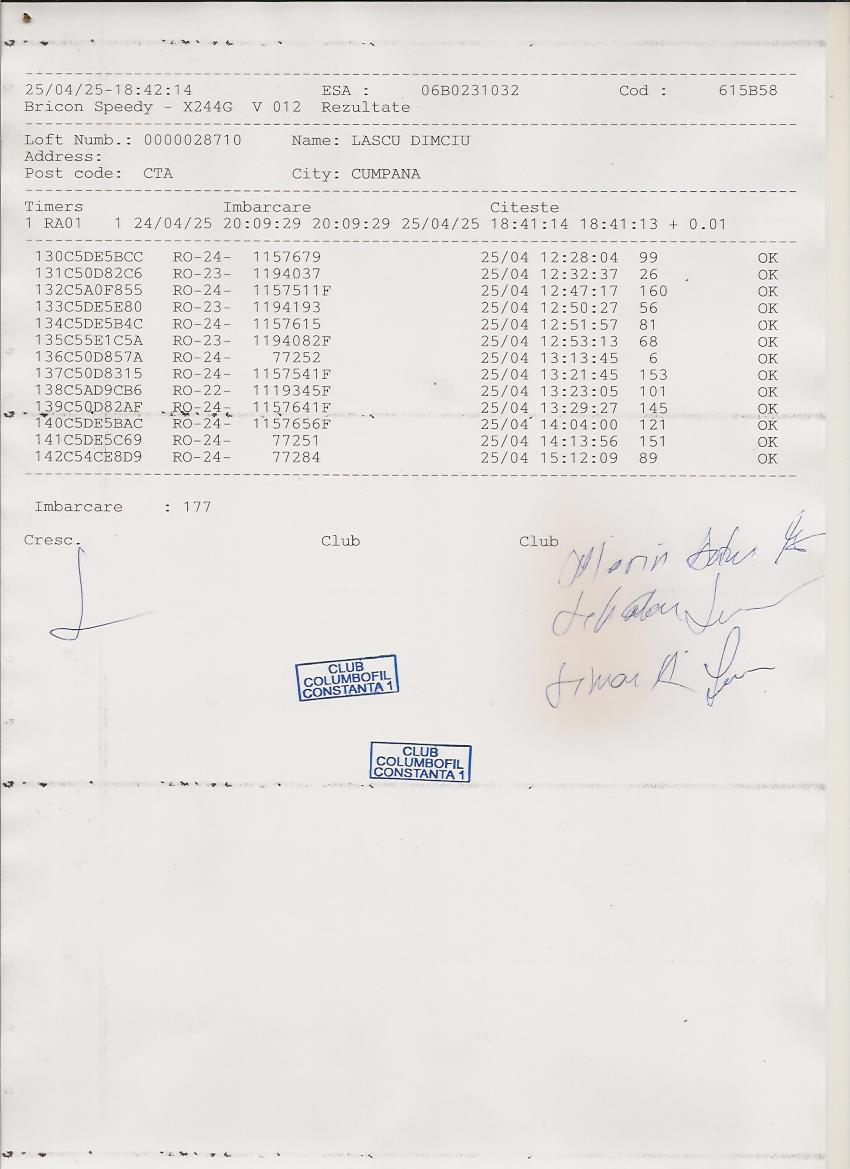 25/04/25-18:42:14 ESA : 06B0231032 Cod : 615B58
Bricon Speedy - X244G V 012 Rezultate
Loft Numb.: 0000028710 Name: LASCU DIMCIU
Address:
Post code: CTA City: CUMPANA
Timers Imbarcare Citeste
1 RA01 1 24/04/25 20:09:29 20:09:29 25/04/25 18:41:14 18:41:13 + 0.01
130C5DE5BCC RO-24- 1157679 25/04 12:28:04 99 OK
131C50D82C6 RO-23- 1194037 25/04 12:32:37 26 OK
132C5A0F855 RO-24- 1157511F 25/04 12:47:17 160 OK
133C5DE5E80 RO-23- 1194193 25/04 12:50:27 56 OK
134C5DE5B4C RO-24- 1157615 25/04 12:51:57 81 OK
135C55E1C5A RO-23- 1194082F 25/04 12:53:13 68 OK
136C50D857A RO-24- 77252 25/04 13:13:45 6 OK
137C50D8315 RO-24- 1157541F 25/04 13:21:45 153 OK
138C5AD9CB6 RO-22- 1119345F 25/04 13:23:05 101 OK
139C50D82AF RO-24- 1157641F 25/04 13:29:27 145 OK
140C5DE5BAC RO-24- 1157656F 25/04 14:04:00 121 OK
141C5DE5C69 RO-24- 77251 25/04 14:13:56 151 OK
142C54CE8D9 RO-24- 77284 25/04 15:12:09 89 OK
Imbarcare : 177
Cresc. Club Club
CLUB
COLUMBOFIL
CONSTANTA 1
CLUB
COLUMBOFIL
CONSTANTA 1